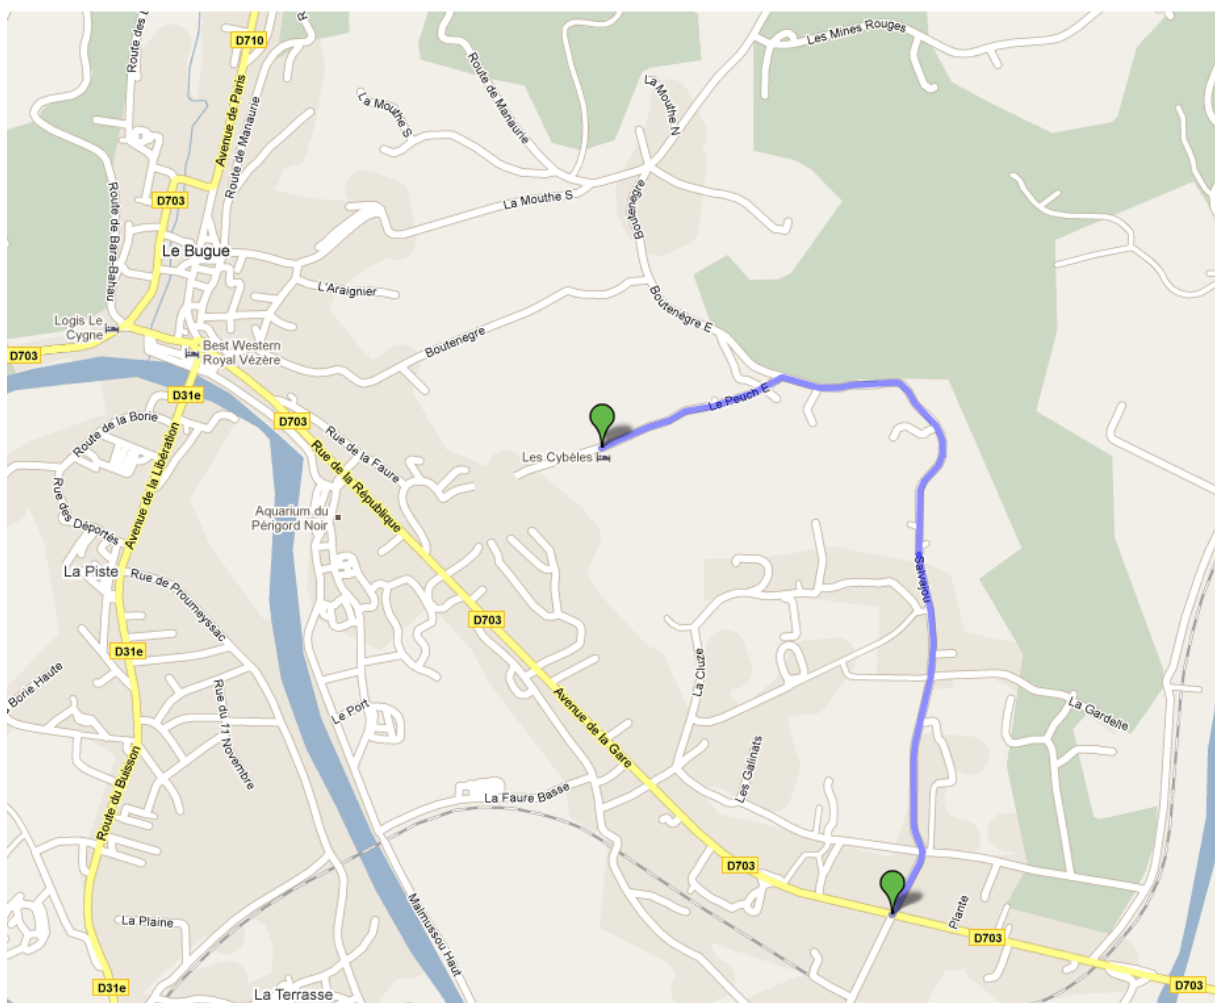 D710
Route des
Les Mines Rouges
Avenue de Paris
Route de Manaurie
Route de Manaurie
La Mouthe S
La Mouthe N
D703
La Mouthe S
Boutenegre
Route de Bara-Bahau
Le Bugue
L'Araignier
Boutenègre E
Logis Le
Cygne
D703
Best Western
Royal Vézère
Boutenegre
D31e
Le Peuch E
Route de la Borie
D703
Rue de la Faure
Les Cybèles
Avenue de la Libération
Rue de la République
Rue des Déportés
Aquarium du
Périgord Noir
La Piste
Rue de Proumeyssac
Salvajou
D703
D31e
La Cluze
Borie Haute
Rue du 11 Novembre
Le Port
Avenue de la Gare
La Gardelle
Route du Buisson
Les Galinats
La Faure Basse
D703
La Plaine
Malmussou Haut
Plante
D703
D31e
La Terrasse
D703